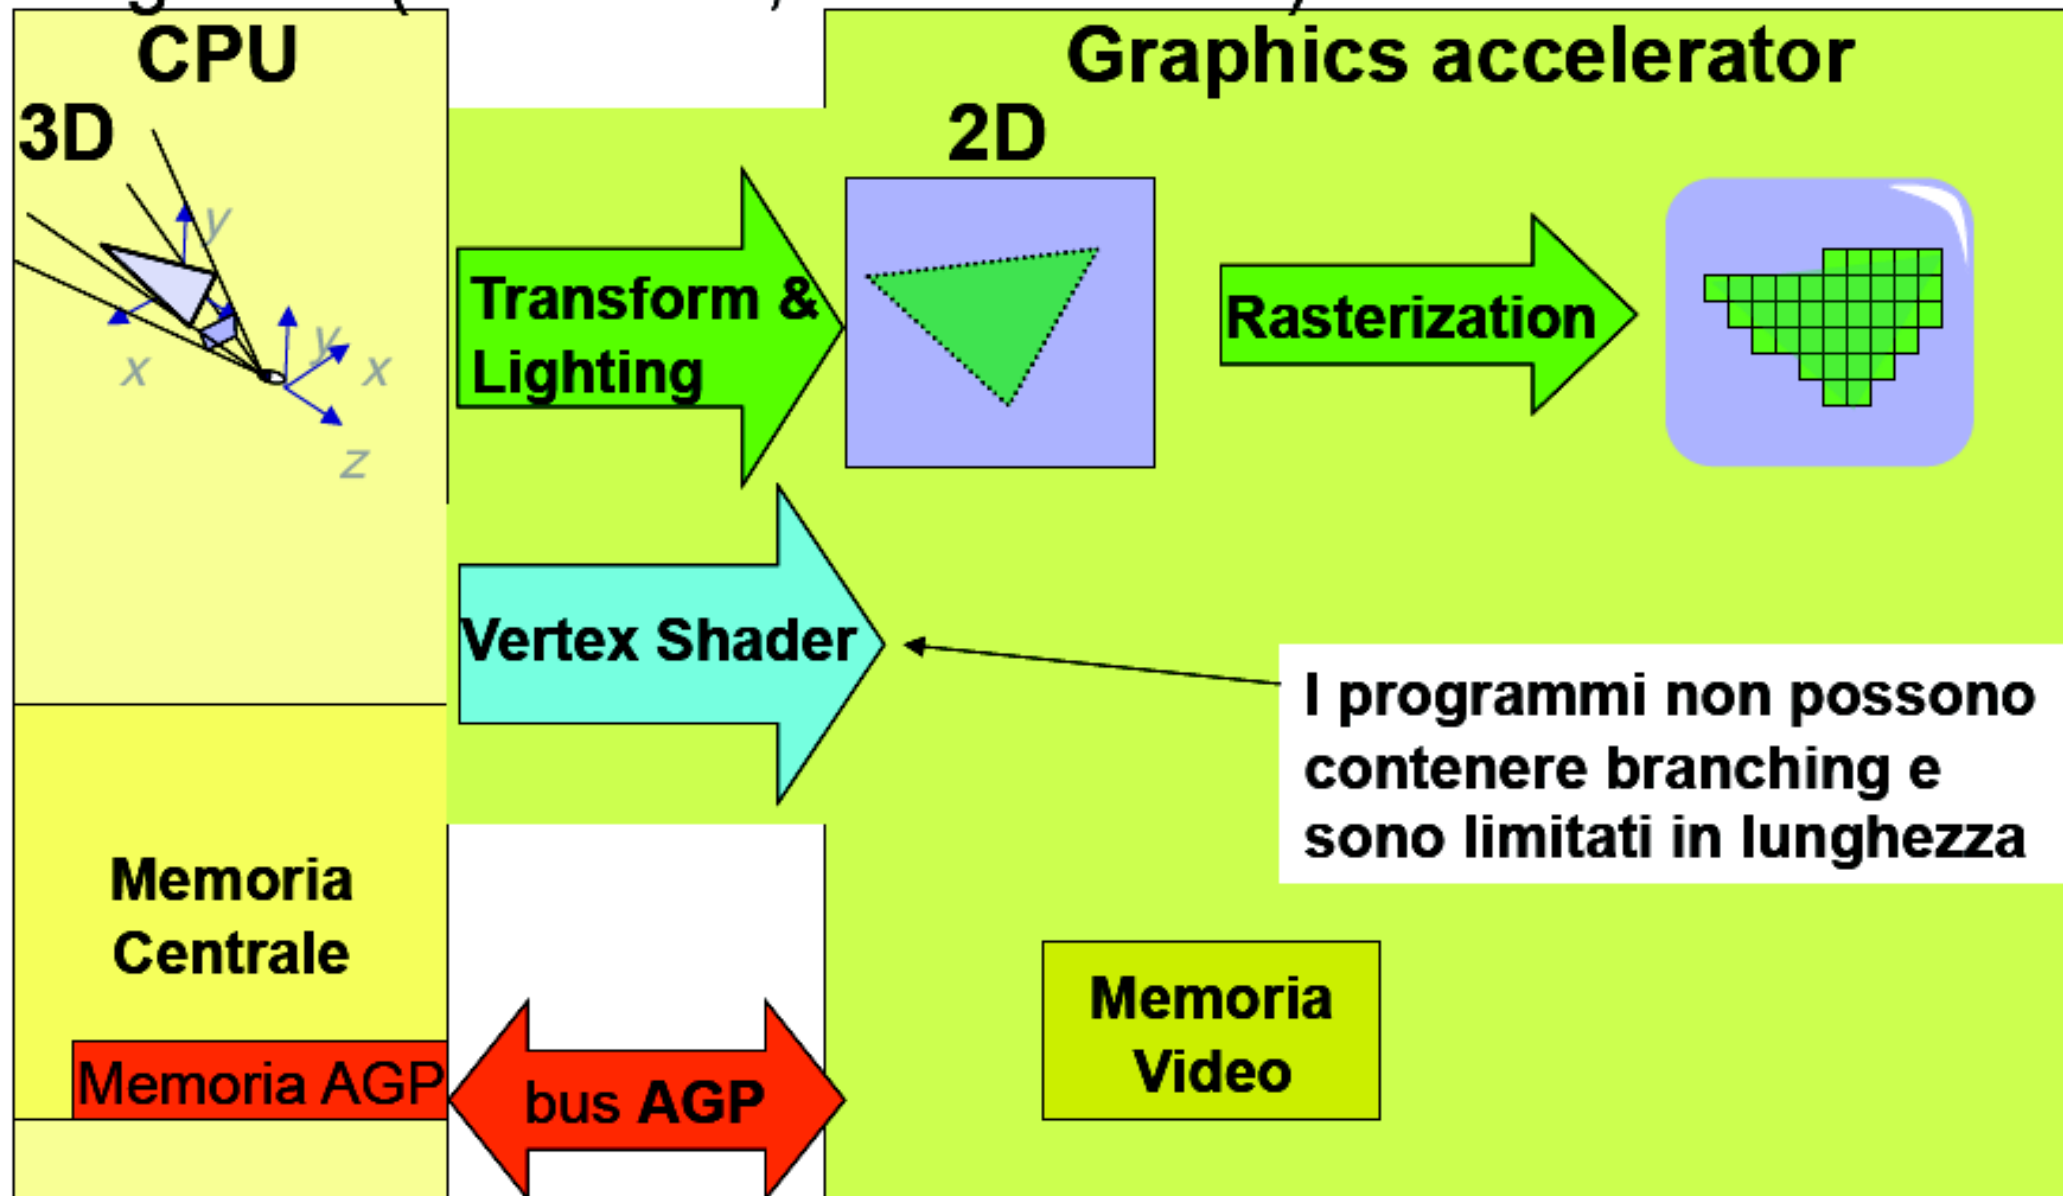 CPU
Graphics accelerator
3D
2D
y
x
y
x
z
Transform &
Lighting
Rasterization
Vertex Shader
I programmi non possono
contenere branching e
sono limitati in lunghezza
Memoria
Centrale
Memoria AGP
bus AGP
Memoria
Video